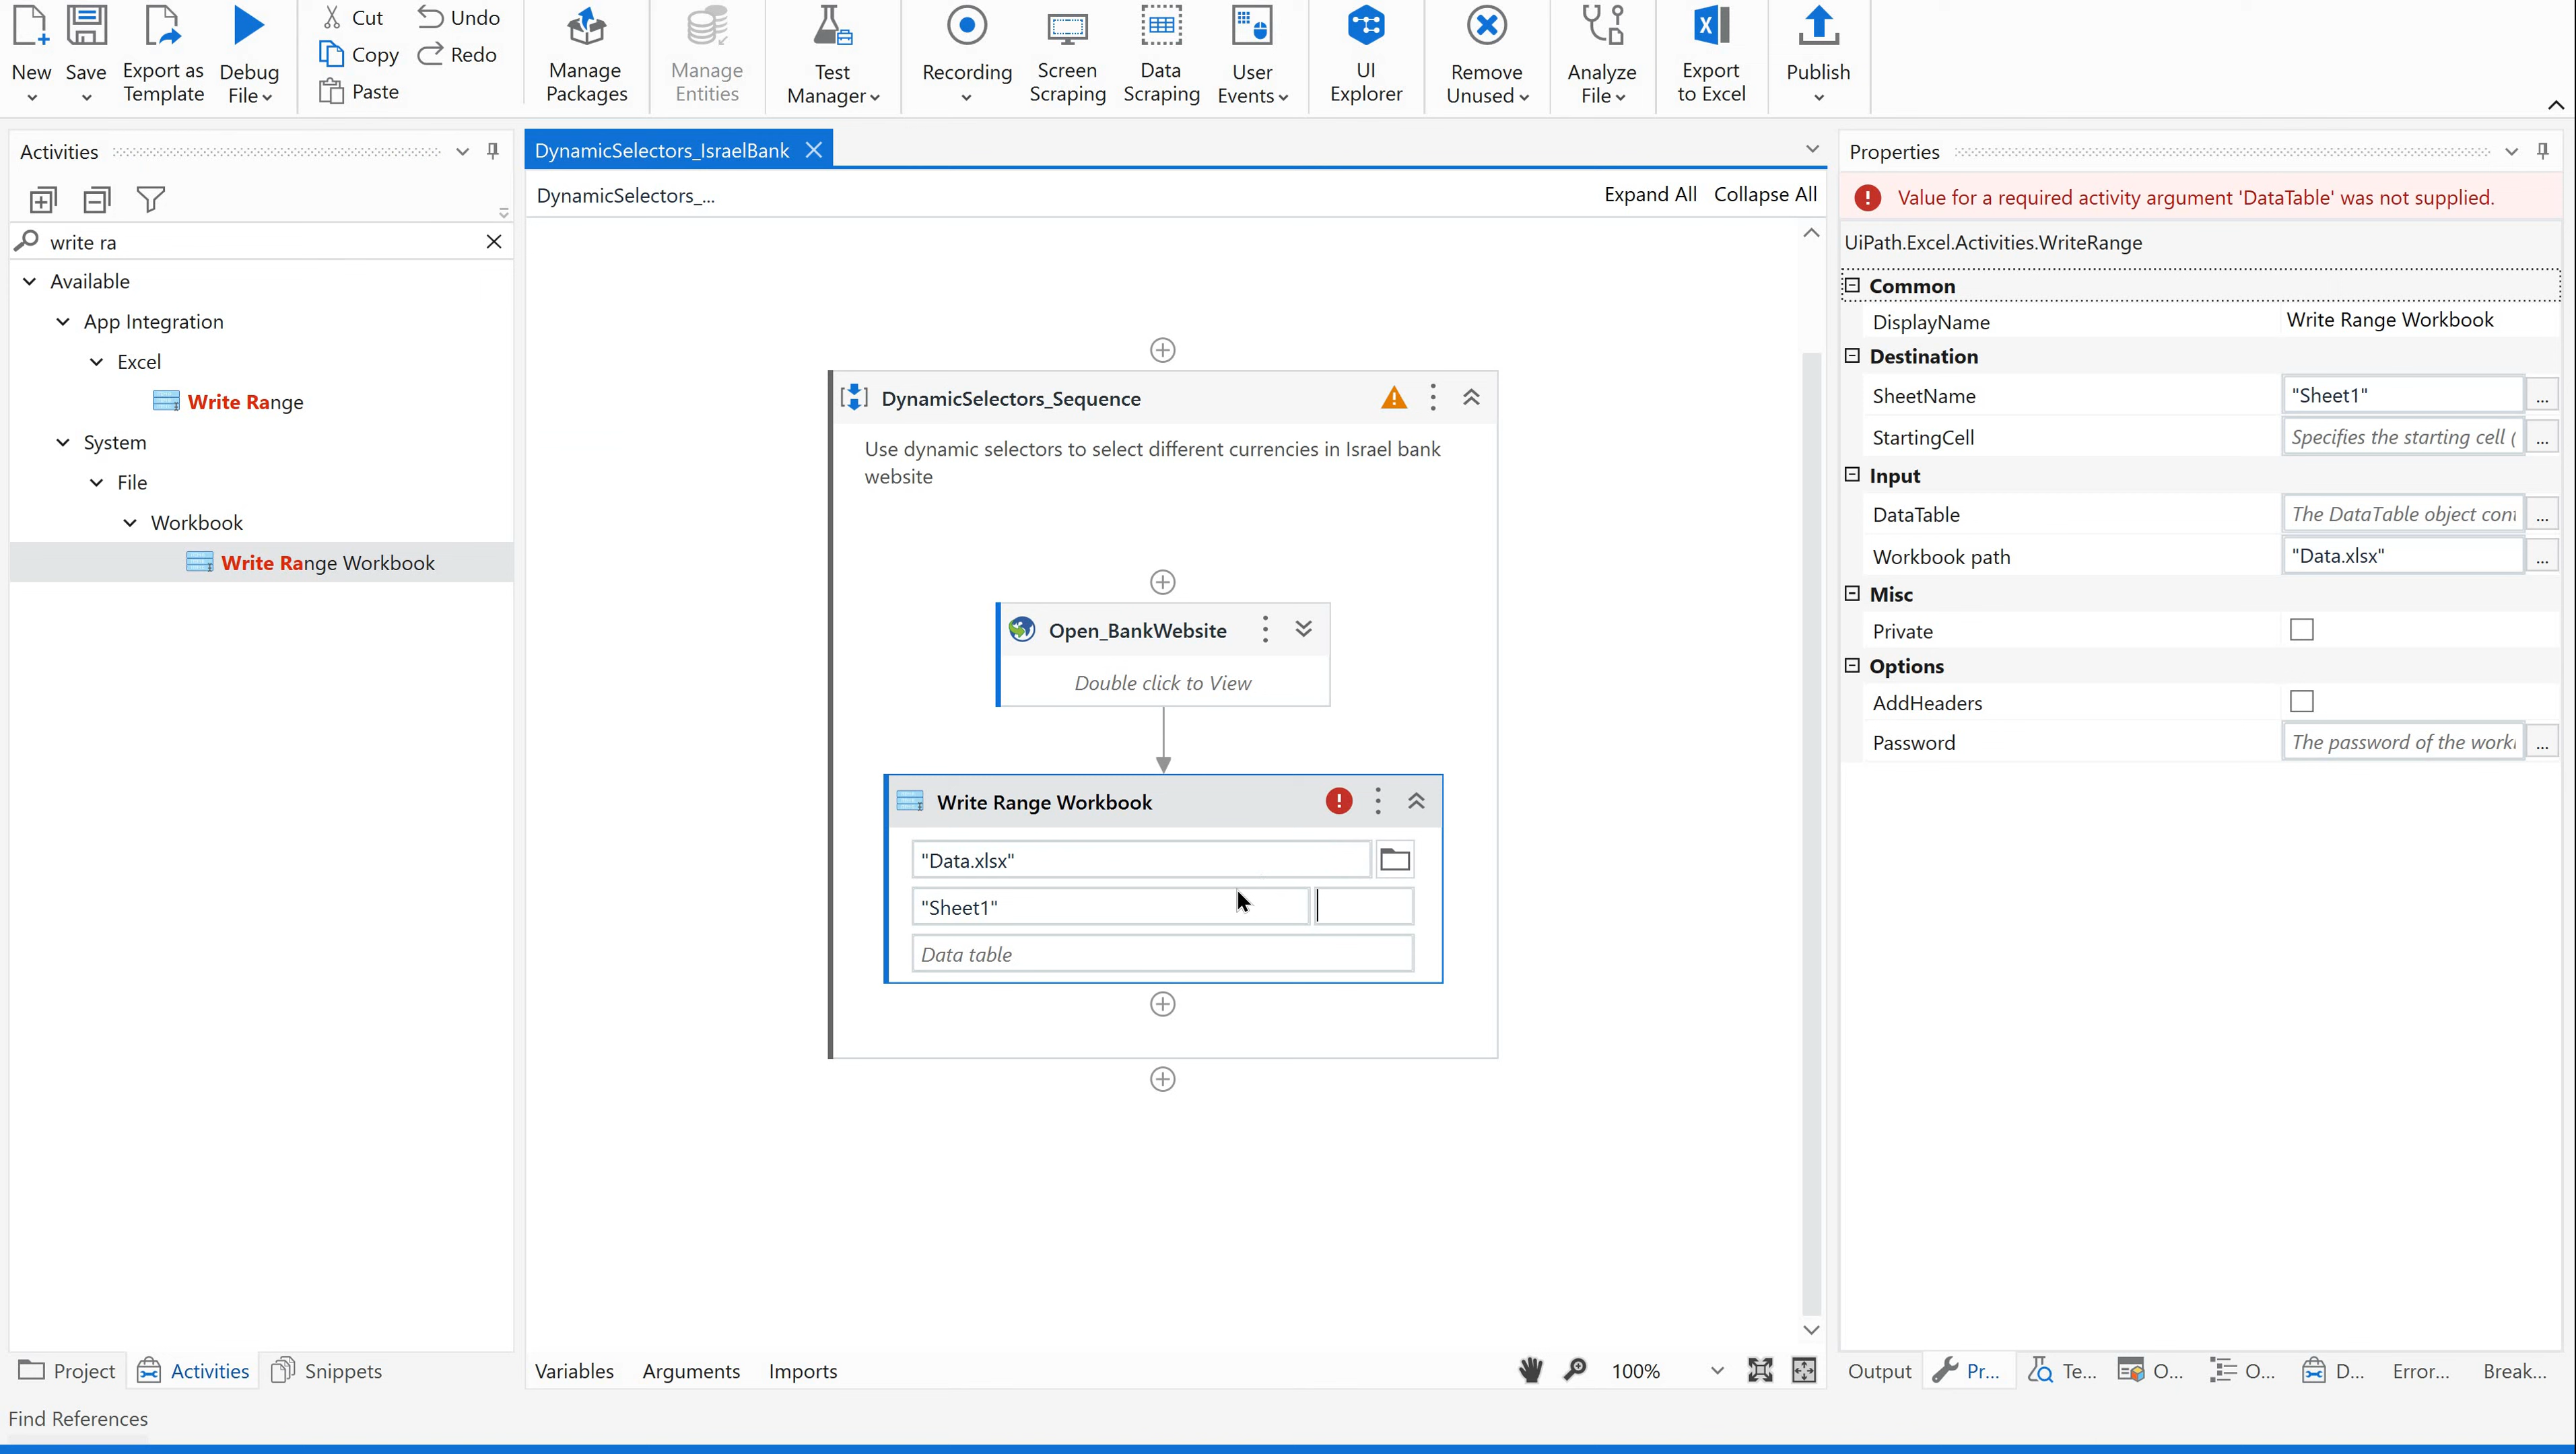 New
Save
Export as
Template
Debug
File
Cut
Copy
Paste
Undo
Redo
Manage
Packages
Manage
Entities
Test
Manager
Recording
Screen
Scraping
Data
Scraping
User
Events
UI
Explorer
Remove
Unused
Analyze
File
Export
to Excel
Publish
Activities
write ra
Available
App Integration
Excel
Write Range
System
File
Workbook
Write Range Workbook
DynamicSelectors_IsraelBank
DynamicSelectors_...
Expand All
Collapse All
DynamicSelectors_Sequence
Use dynamic selectors to select different currencies in Israel bank
website
Open_BankWebsite
Double click to View
Write Range Workbook
"Data.xlsx"
"Sheet1"
Data table
Properties
Value for a required activity argument 'DataTable' was not supplied.
UiPath.Excel.Activities.WriteRange
Common
DisplayName
Write Range Workbook
Destination
SheetName
"Sheet1"
...
StartingCell
Specifies the starting cell (
...
Input
DataTable
The DataTable object cont
...
Workbook path
"Data.xlsx"
...
Misc
Private
Options
AddHeaders
Password
The password of the work
...
Project
Activities
Snippets
Variables
Arguments
Imports
100%
Output
Pr...
Te...
O...
O...
D...
Error...
Break...
Find References